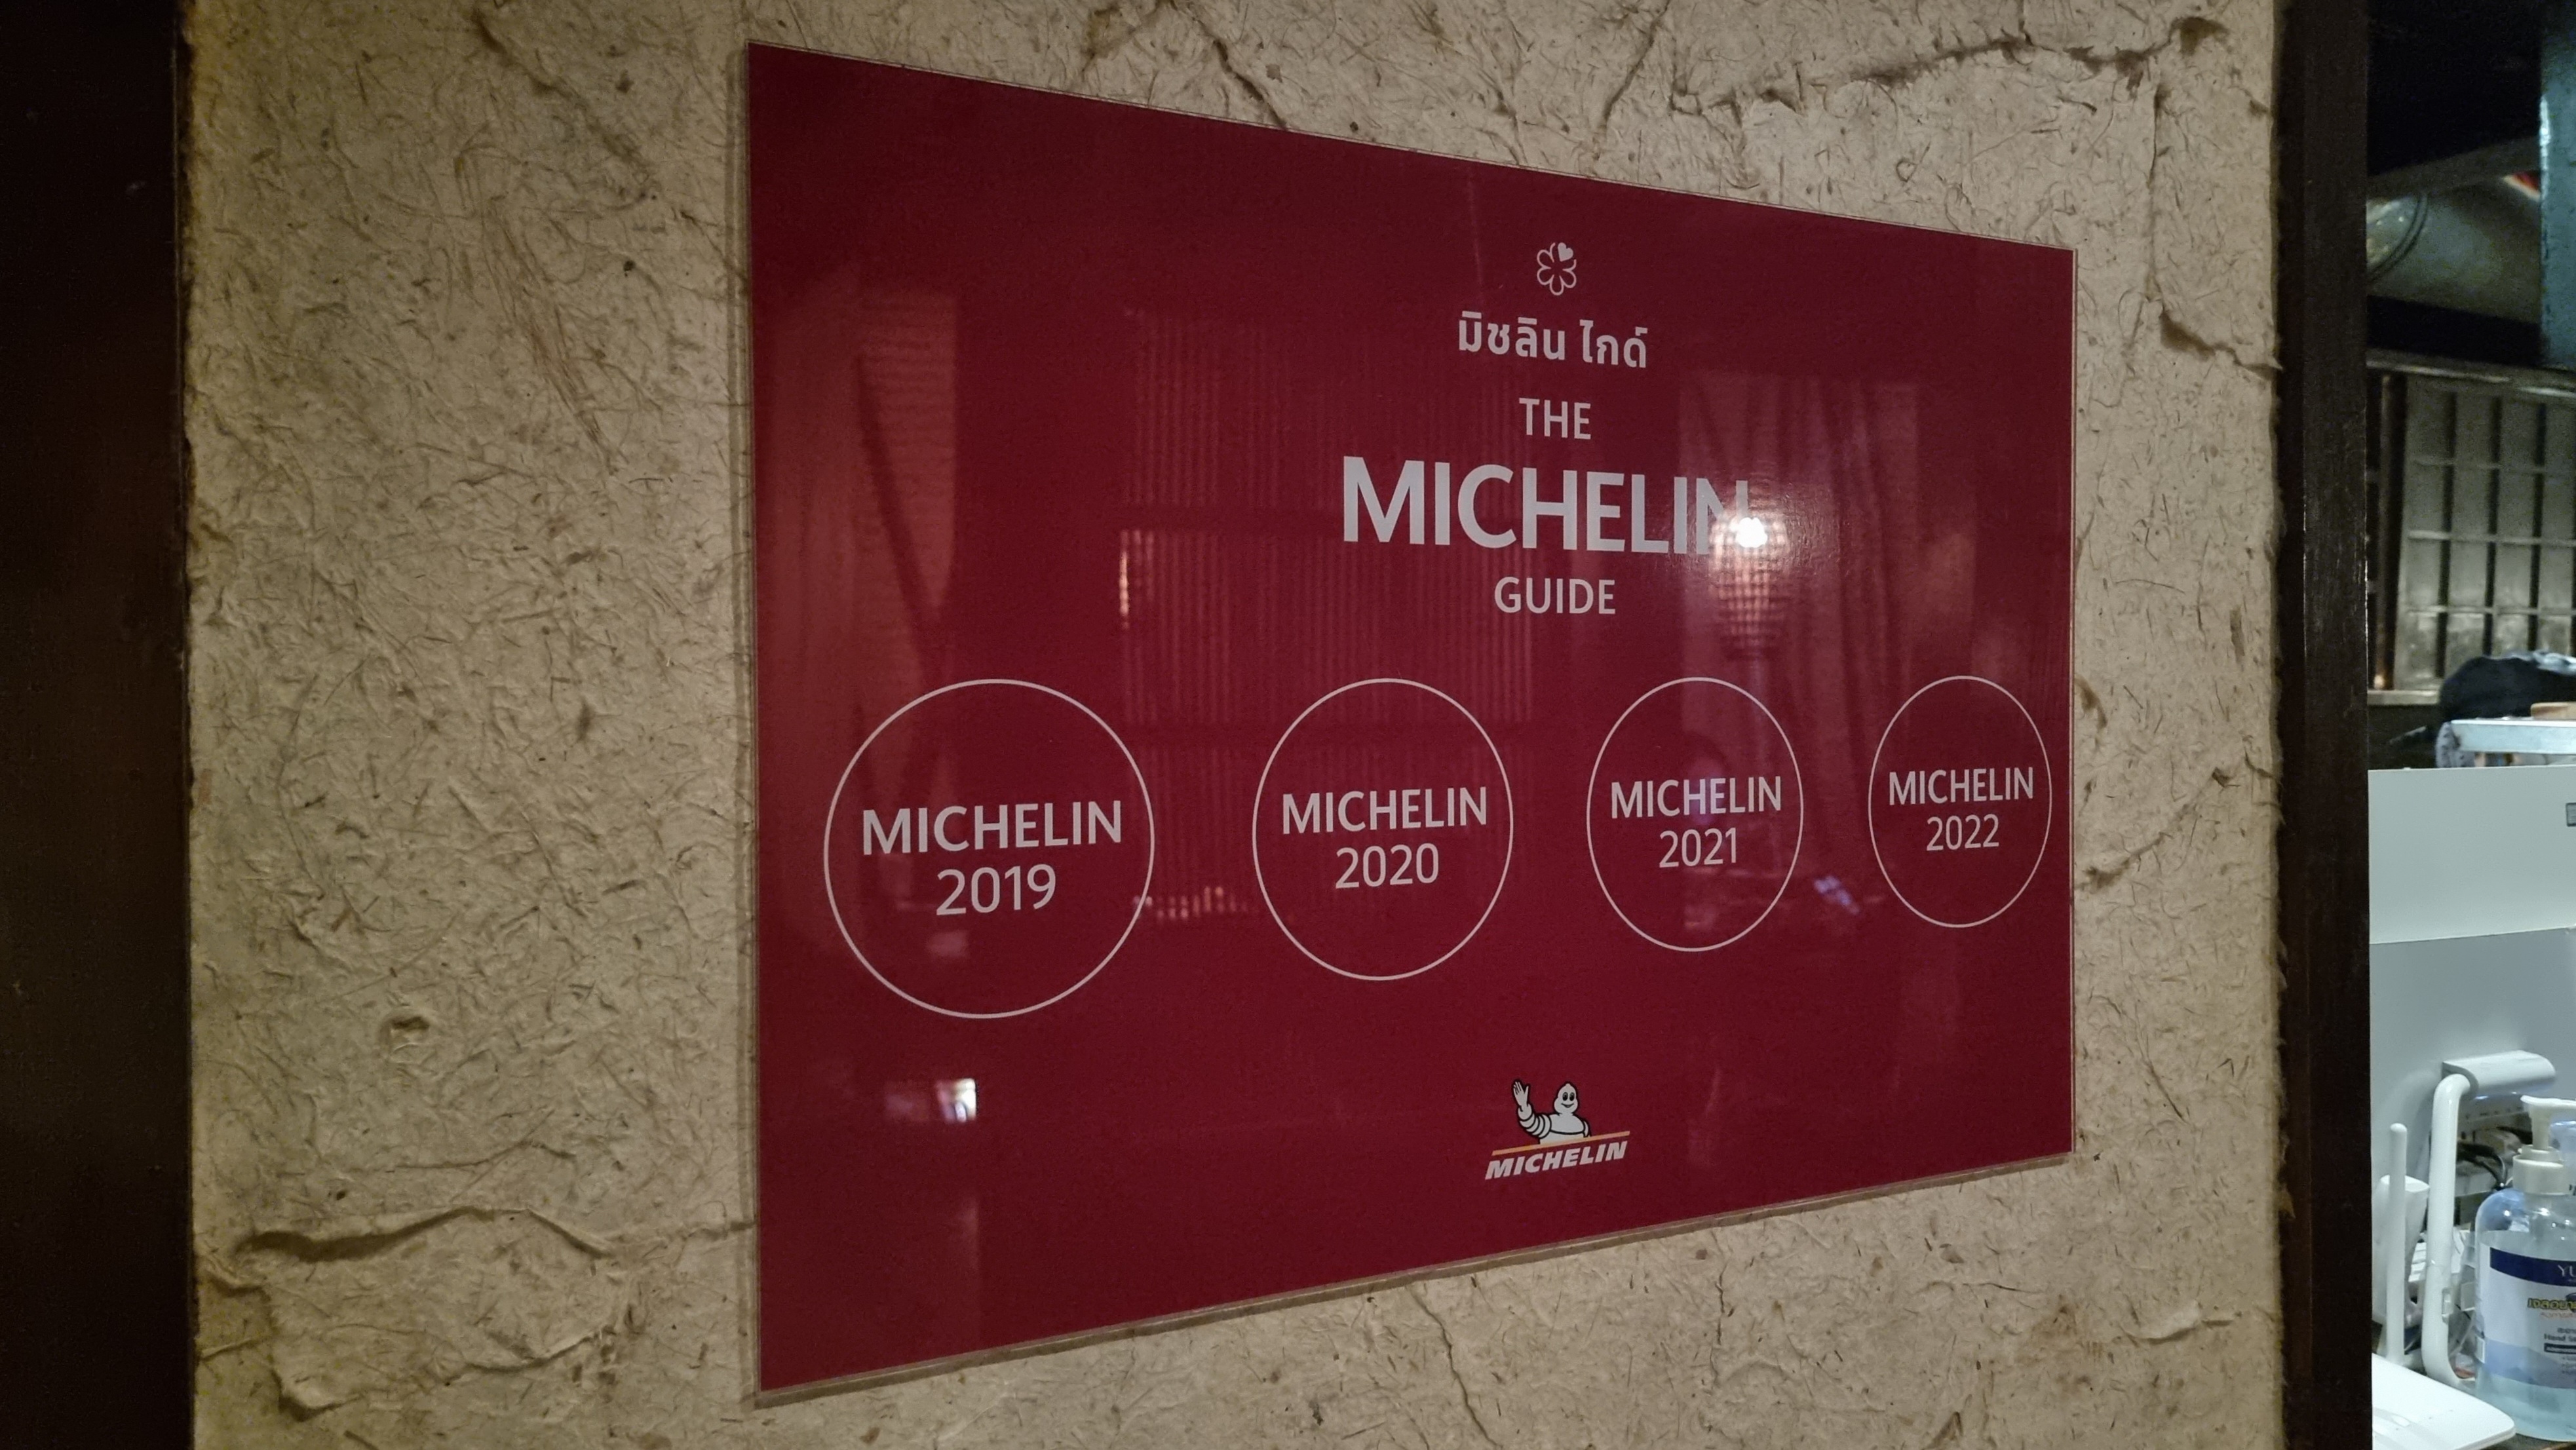 มิชลิน ไกด์
THE
MICHELIN
GUIDE
MICHELIN
2019
MICHELIN
2020
MICHELIN
2021
MICHELIN
2022
MICHELIN